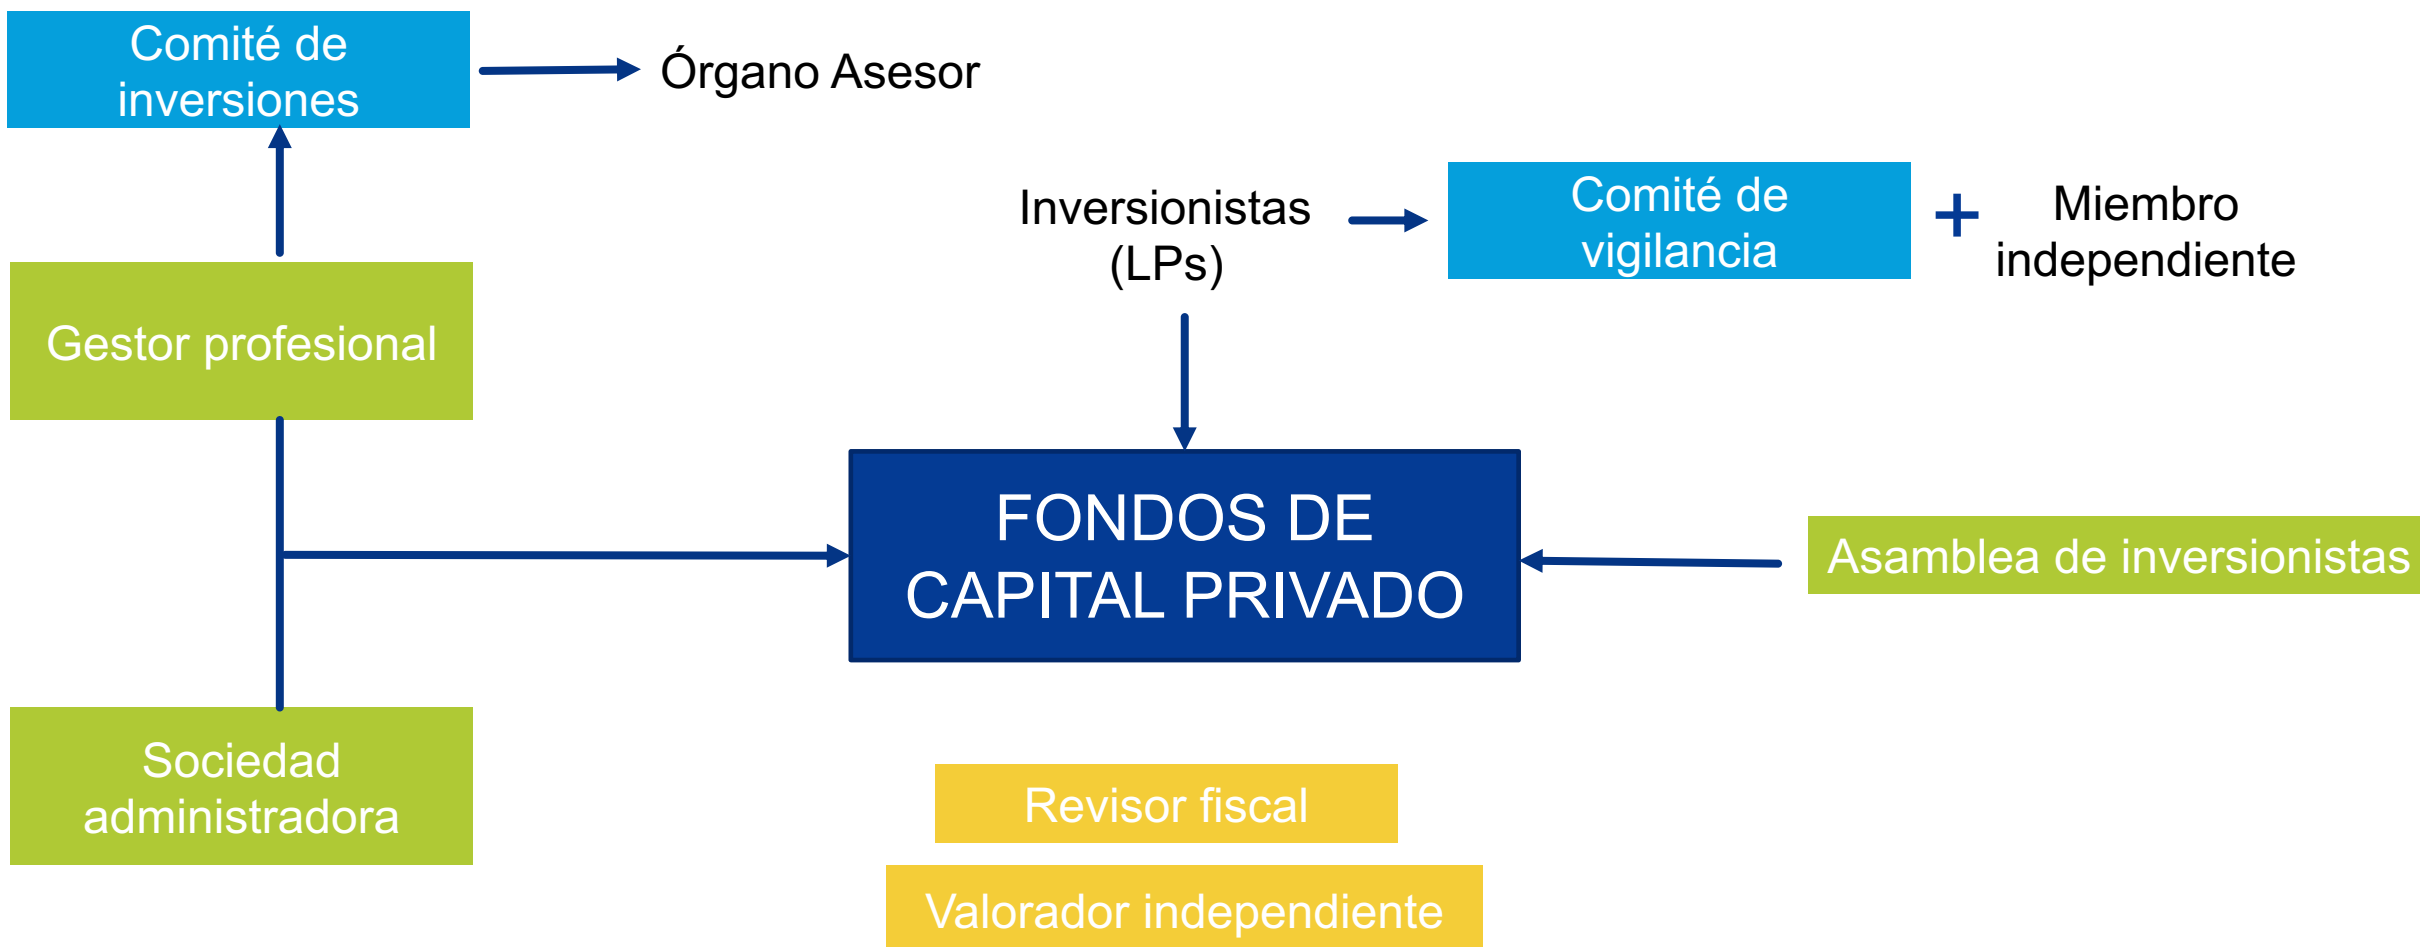 Comité de
inversiones
Órgano Asesor
Inversionistas
(LPs)
Comité de
vigilancia
+
Miembro
independiente
Gestor profesional
FONDOS DE
CAPITAL PRIVADO
Asamblea de inversionistas
Sociedad
administradora
Revisor fiscal
Valorador independiente